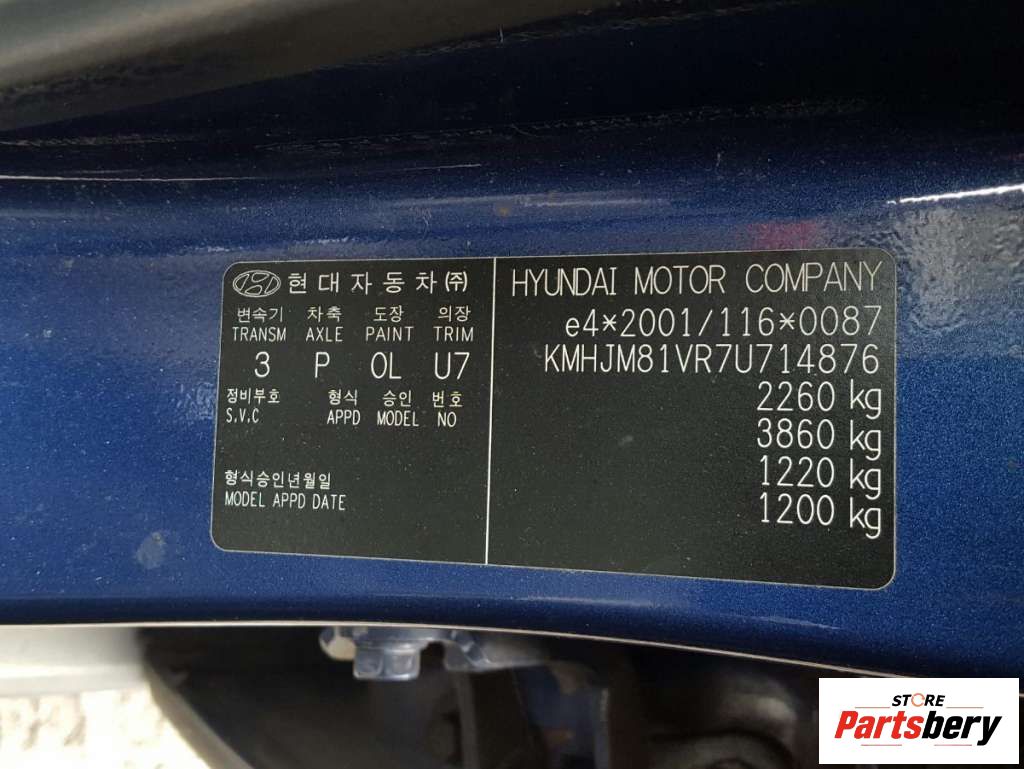 현대자동차㈜
변속기 차축 도장 의장
TRANSM AXLE PAINT TRIM
3 P OL U7
정비부호 형식 승인 번호
S.V.C APPD MODEL NO
형식승인년월일
MODEL APPD DATE
HYUNDAI MOTOR COMPANY
e4*2001/116*0087
KMHJM81VR7U714876
2260 kg
3860 kg
1220 kg
1200 kg
STORE
Partsbery